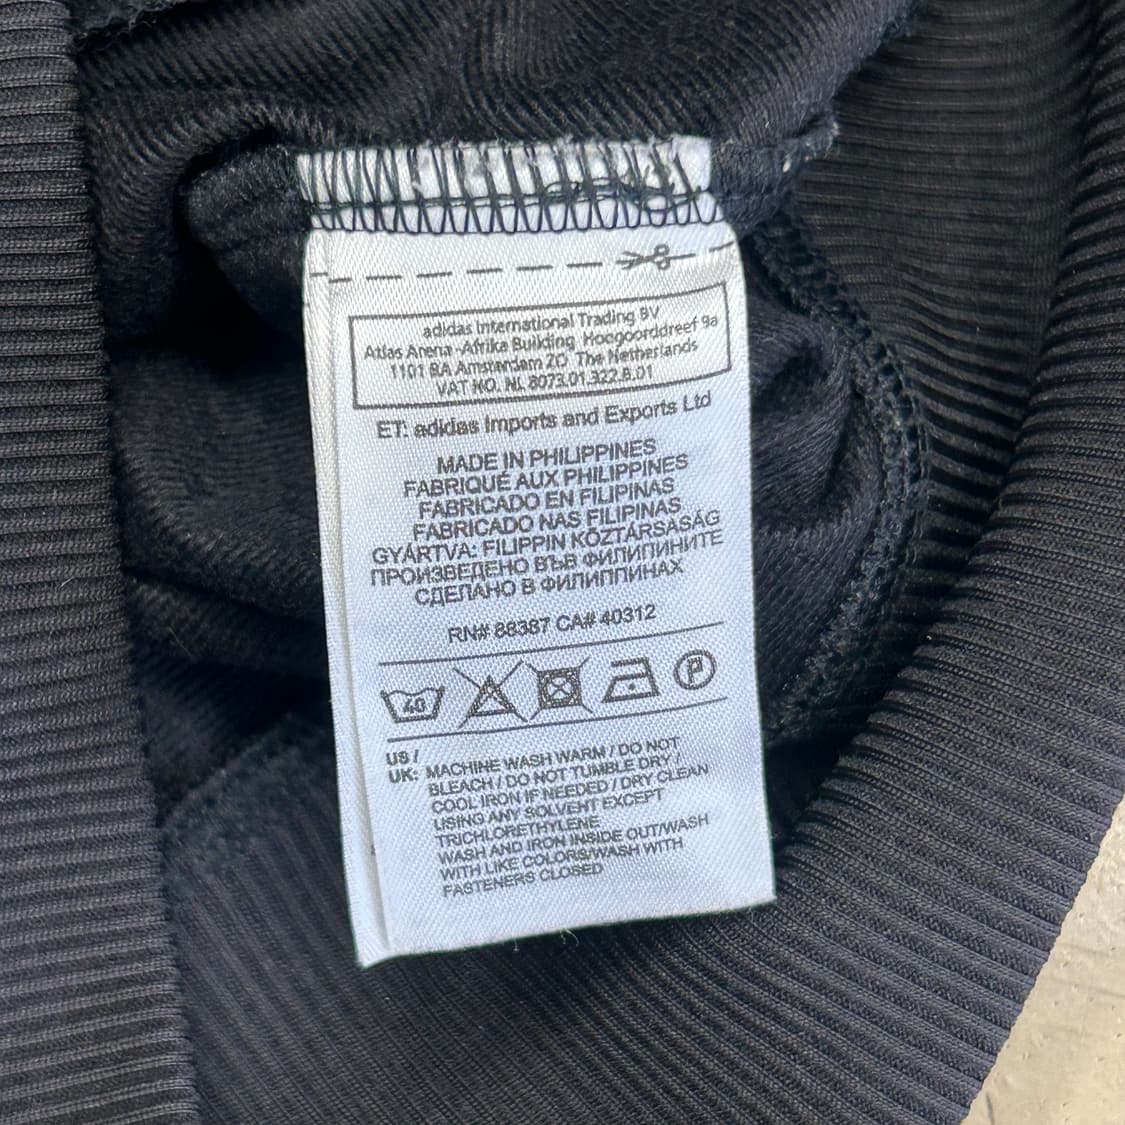 adidas International Trading BV
Atlas Arena -Afrika Building Hoogoorddreef 9a
1101 BA Amsterdam ZO The Netherlands
VAT NO. NL 8073.01.322.B.01
ET: adidas Imports and Exports Ltd
MADE IN PHILIPPINES
FABRIQUÉ AUX PHILIPPINES
FABRICADO EN FILIPINAS
FABRICADO NAS FILIPINAS
GYÁRTVA: FILIPPIN KÖZTÁRSASÁG
ПРОИЗВЕДЕНО ВЪВ ФИЛИПИНИТЕ
СДЕЛАНО В ФИЛИППИНАХ
RN# 88387 CA# 40312
40 P
US /
UK: MACHINE WASH WARM / DO NOT
BLEACH / DO NOT TUMBLE DRY /
COOL IRON IF NEEDED / DRY CLEAN
USING ANY SOLVENT EXCEPT
TRICHLORETHYLENE
WASH AND IRON INSIDE OUT/WASH
WITH LIKE COLORS/WASH WITH
FASTENERS CLOSED